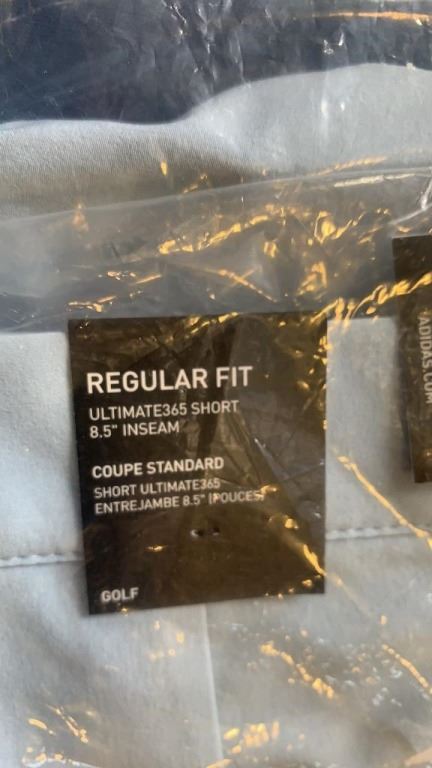 REGULAR FIT
ULTIMATE365 SHORT
8.5" INSEAM
COUPE STANDARD
SHORT ULTIMATE365
ENTREJAMBE 8.5" (POUCES)
GOLF
/ADIDAS.COM